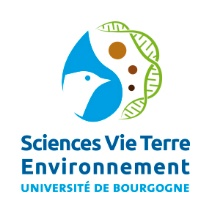 Sciences Vie Terre
Environnement
UNIVERSITÉ DE BOURGOGNE